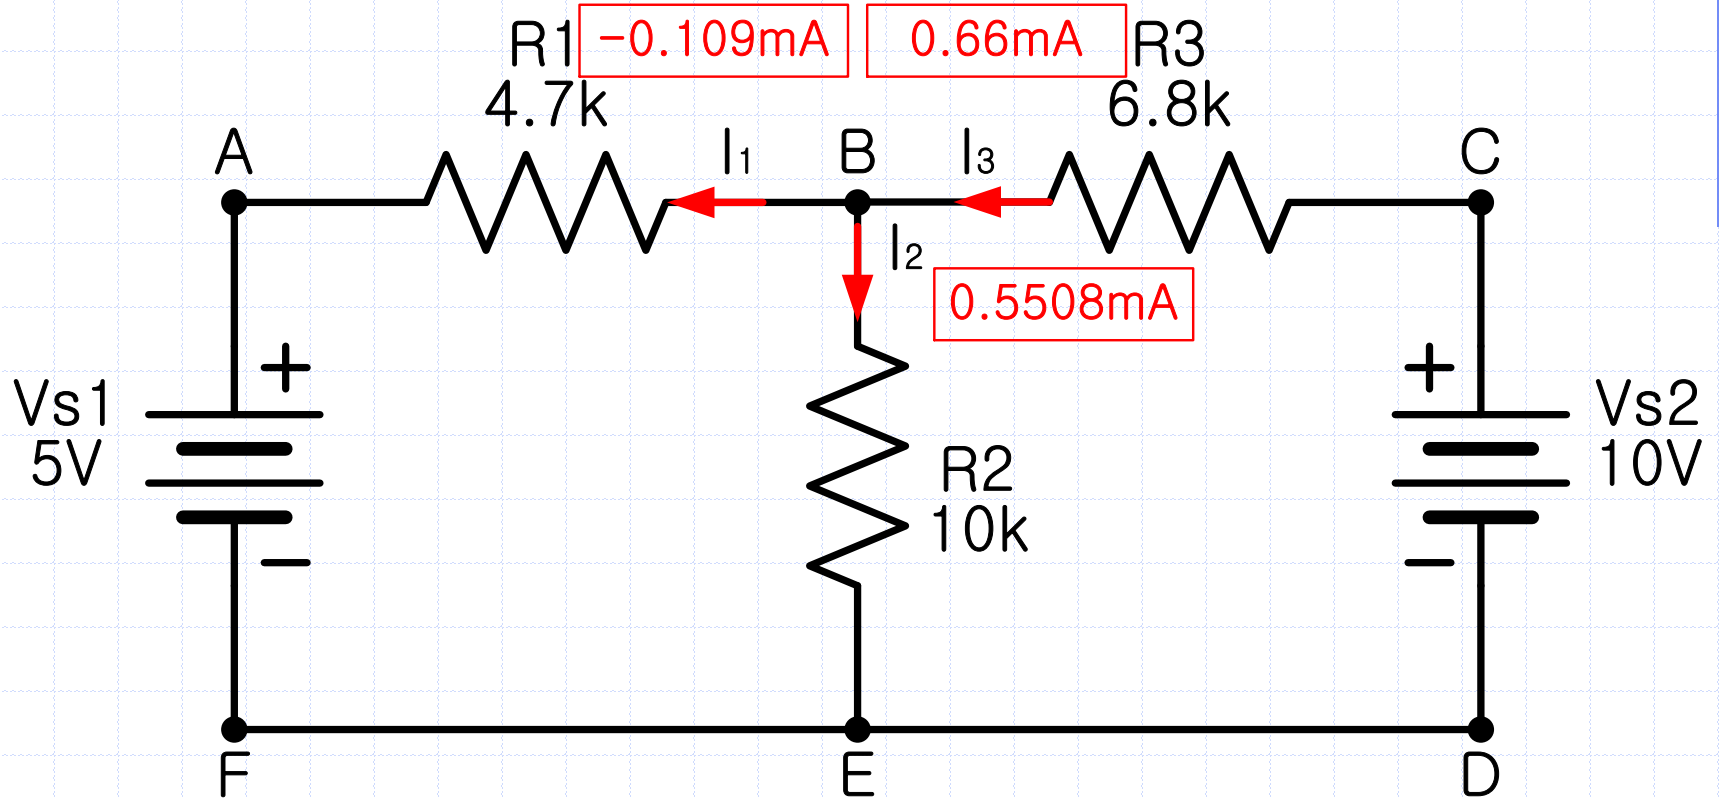 R1
-0.109mA
0.66mA
R3
4.7k
6.8k
A
I1
B
I3
C
I2
0.5508mA
+
+
Vs1
5V
Vs2
10V
R2
10k
−
−
F
E
D